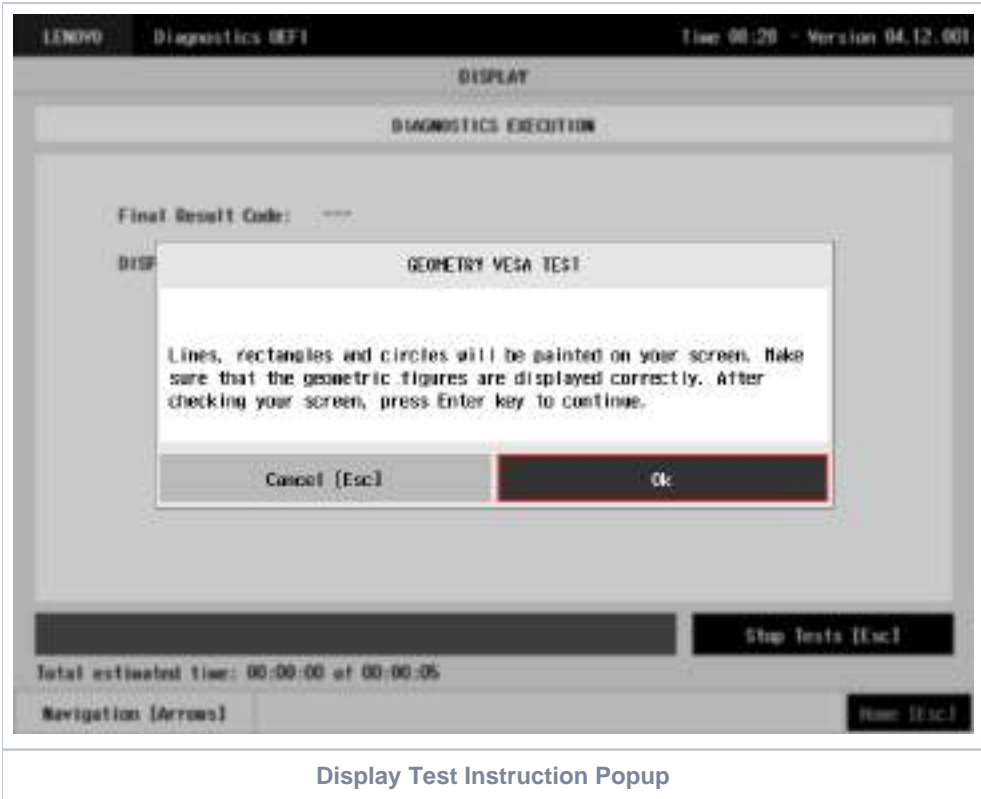 LENOVO Diagnostics UEFI Time 08:28 - Version 04.12.001
DISPLAY
DIAGNOSTICS EXECUTION
Final Result Code: ---
DISP
GEOMETRY VESA TEST
Lines, rectangles and circles will be painted on your screen. Make
sure that the geometric figures are displayed correctly. After
checking your screen, press Enter key to continue.
Cancel [Esc] Ok
Stop Tests [Esc]
Total estimated time: 00:00:00 of 00:00:05
Navigation [Arrows] Home [Esc]
Display Test Instruction Popup